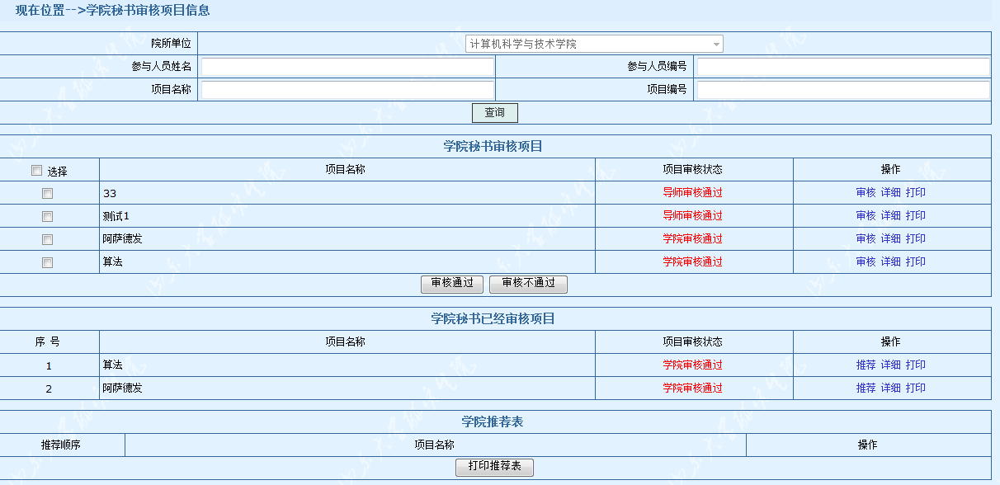 现在位置-->学院秘书审核项目信息
院所单位 计算机科学与技术学院
参与人员姓名 参与人员编号
项目名称 项目编号
查询
学院秘书审核项目
选择 项目名称 项目审核状态 操作
33 导师审核通过 审核 详细 打印
测试1 导师审核通过 审核 详细 打印
阿萨德发 学院审核通过 审核 详细 打印
算法 学院审核通过 审核 详细 打印
审核通过 审核不通过
学院秘书已经审核项目
序 号 项目名称 项目审核状态 操作
1 算法 学院审核通过 推荐 详细 打印
2 阿萨德发 学院审核通过 推荐 详细 打印
学院推荐表
推荐顺序 项目名称 操作
打印推荐表